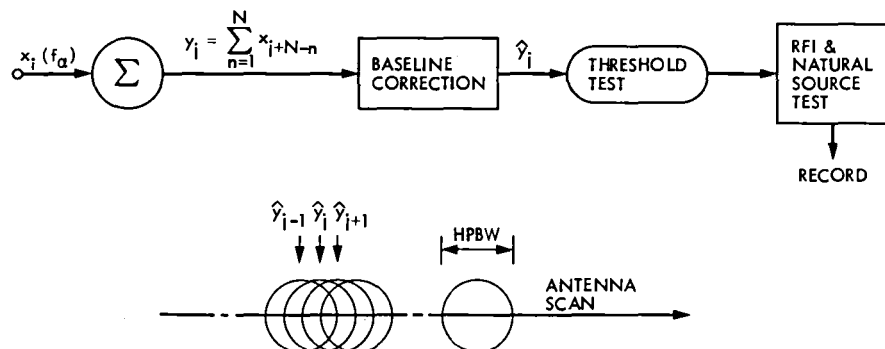 x_i (f_α)
Σ
y_j = \sum_{n=1}^{N} x_{j+N-n}
BASELINE
CORRECTION
ŷ_j
THRESHOLD
TEST
RFI &
NATURAL
SOURCE
TEST
RECORD
ŷ_{j-1} ŷ_j ŷ_{j+1}
HPBW
ANTENNA
SCAN